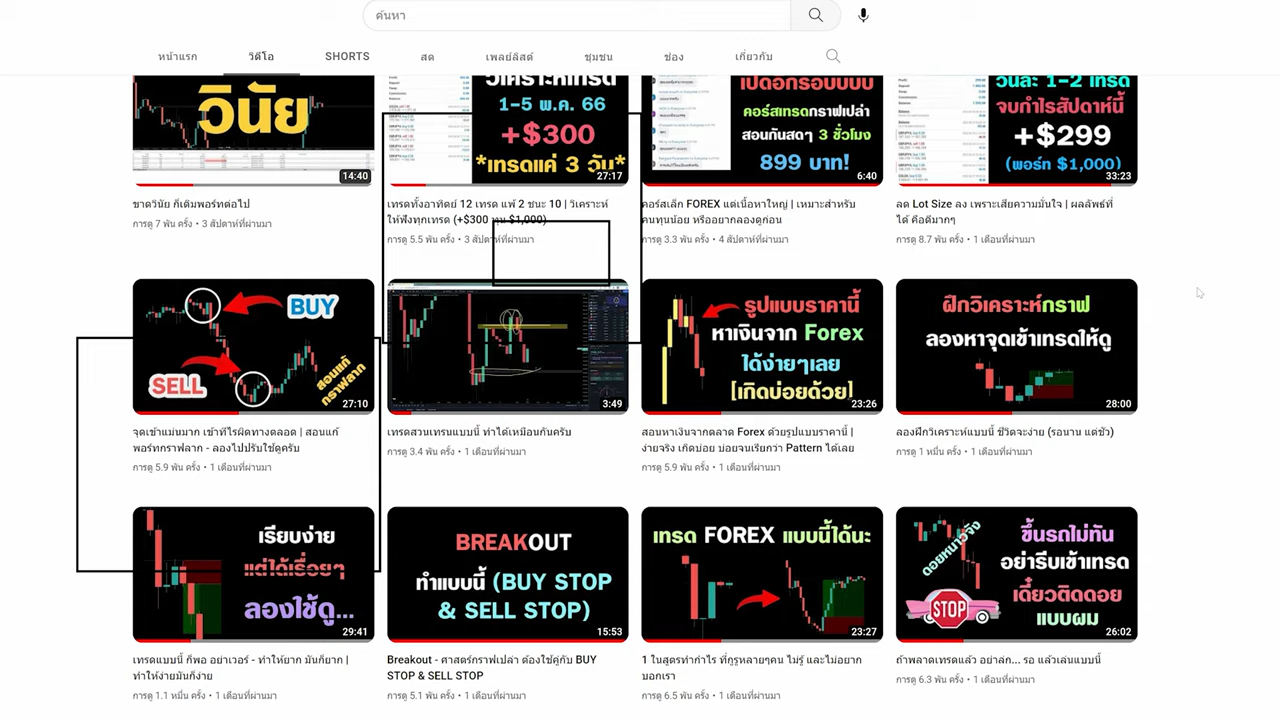 ค้นหา
หน้าแรก
วิดีโอ
SHORTS
สด
เพลย์ลิสต์
ชุมชน
ช่อง
เกี่ยวกับ
วินัย
14:40
วิเคราะห์เทรด
1-5 พ.ค. 66
+$300
*เทรดแค่ 3 วัน*
27:17
เปิดกรอบบบบ
คอร์สเทรดกราฟเปล่า
สอนกันสดๆ 3 ชั่วโมง
899 บาท!
6:40
วันละ 1-2 เทรด
จบกำไรสัปดาห์นี้
+$299
(พอร์ท $1,000)
33:23
ขาดวินัย ก็เติมพอร์ทต่อไป
การดู 7 พัน ครั้ง • 3 สัปดาห์ที่ผ่านมา
เทรดทั้งอาทิตย์ 12 เทรด แพ้ 2 ชนะ 10 | วิเคราะห์
ให้ฟังทุกเทรด (+$300 ทุน $1,000)
การดู 5.5 พัน ครั้ง • 3 สัปดาห์ที่ผ่านมา
คอร์สเล็ก FOREX แต่เนื้อหาใหญ่ | เหมาะสำหรับ
คนทุนน้อย หรืออยากลองดูก่อน
การดู 3.3 พัน ครั้ง • 4 สัปดาห์ที่ผ่านมา
ลด Lot Size ลง เพราะเสียความมั่นใจ | ผลลัพธ์ที่
ได้ คือดีมากๆ
การดู 8.7 พัน ครั้ง • 1 เดือนที่ผ่านมา
BUY
SELL
สอนแก้
กราฟลาก
27:10
3:49
รูปแบบราคานี้
หาเงินจาก Forex
ได้ง่ายๆเลย
[เกิดบ่อยด้วย]
23:26
ฝึกวิเคราะห์กราฟ
ลองหาจุดเข้าเทรดให้ดู
28:00
จุดเข้าแม่นมาก เข้าทีไรผิดทางตลอด | สอนแก้
พอร์ทกราฟลาก - ลองไปปรับใช้ดูครับ
การดู 5.9 พัน ครั้ง • 1 เดือนที่ผ่านมา
เทรดสวนเทรนแบบนี้ ทำได้เหมือนกันครับ
การดู 3.4 พัน ครั้ง • 1 เดือนที่ผ่านมา
สอนหาเงินจากตลาด Forex ด้วยรูปแบบราคานี้ |
ง่ายจริง เกิดบ่อย บ่อยจนเรียกว่า Pattern ได้เลย
การดู 5.9 พัน ครั้ง • 1 เดือนที่ผ่านมา
ลองฝึกวิเคราะห์แบบนี้ ชีวิตจะง่าย (รอนาน แต่ชัว)
การดู 1 หมื่น ครั้ง • 1 เดือนที่ผ่านมา
เรียบง่าย
แต่ได้เรื่อยๆ
ลองใช้ดู...
29:41
BREAKOUT
ทำแบบนี้ (BUY STOP
& SELL STOP)
15:53
เทรด FOREX แบบนี้ได้นะ
23:27
ดอยหนาวจัง
ขึ้นรถไม่ทัน
อย่ารีบเข้าเทรด
เดี๋ยวติดดอย
แบบผม
STOP
26:02
เทรดแบบนี้ ก็พอ อย่าเวอร์ - ทำให้ยาก มันก็ยาก |
ทำให้ง่ายมันก็ง่าย
การดู 1.1 หมื่น ครั้ง • 1 เดือนที่ผ่านมา
Breakout - ศาสตร์กราฟเปล่า ต้องใช้คู่กับ BUY
STOP & SELL STOP
การดู 5.1 พัน ครั้ง • 1 เดือนที่ผ่านมา
1 ในสูตรทำกำไร ที่กูรูหลายๆคน ไม่รู้ และไม่อยาก
บอกเรา
การดู 6.5 พัน ครั้ง • 1 เดือนที่ผ่านมา
ถ้าพลาดเทรดแล้ว อย่าลก... รอ แล้วเล่นแบบนี้
การดู 6.3 พัน ครั้ง • 1 เดือนที่ผ่านมา